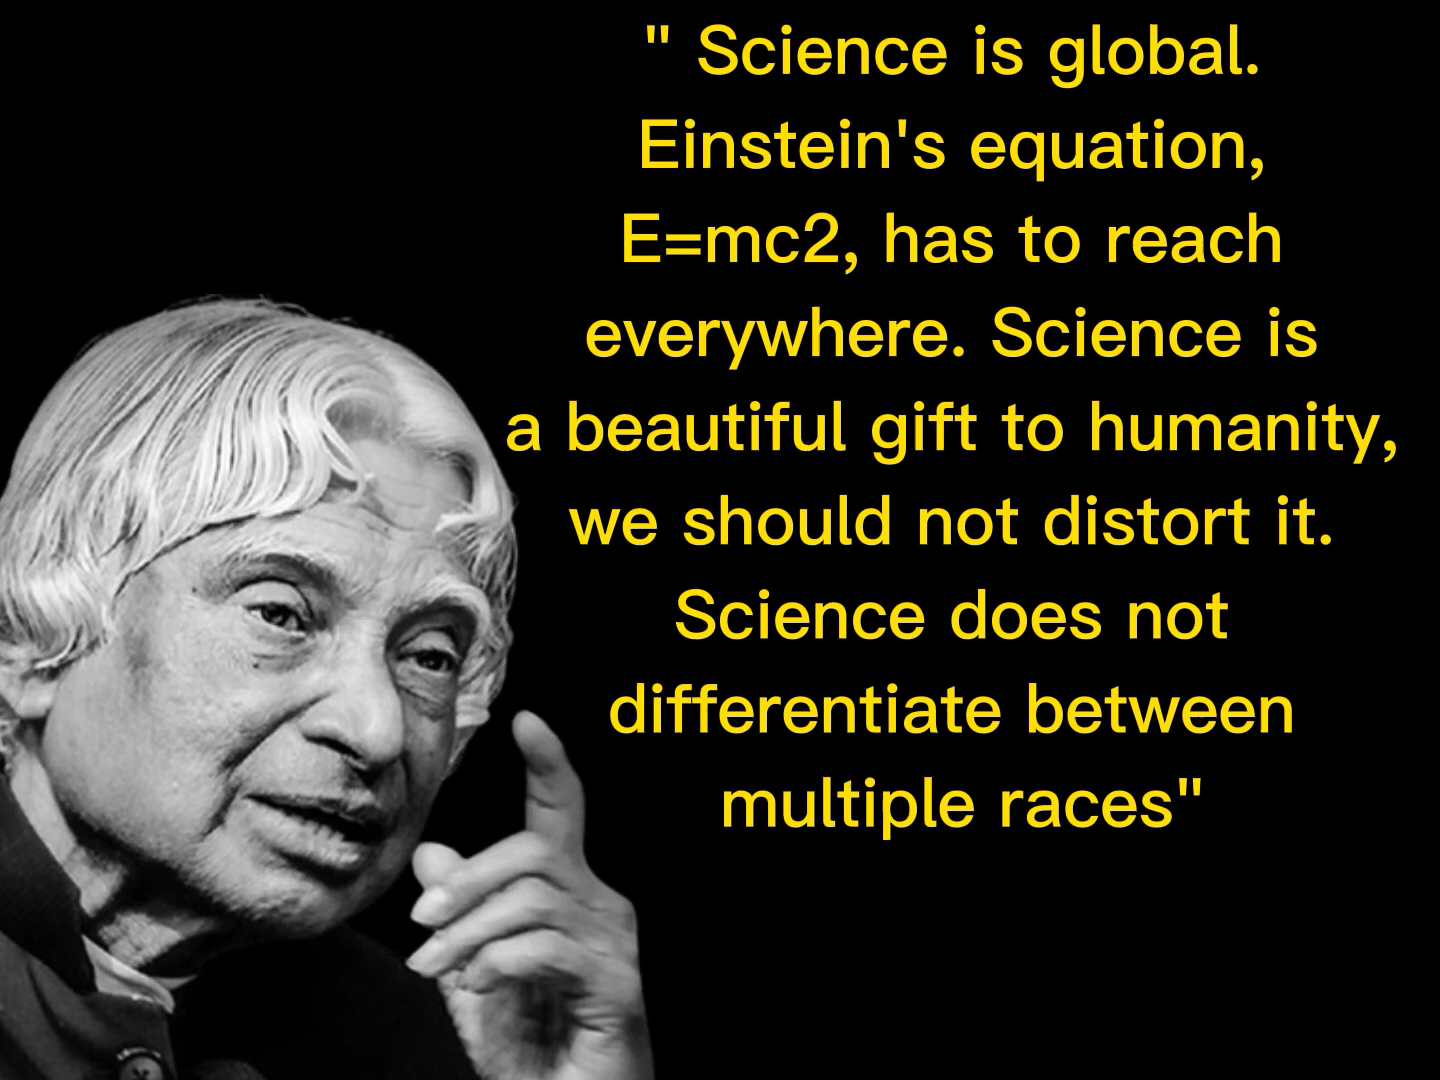 " Science is global.
Einstein's equation,
E=mc2, has to reach
everywhere. Science is
a beautiful gift to humanity,
we should not distort it.
Science does not
differentiate between
multiple races"